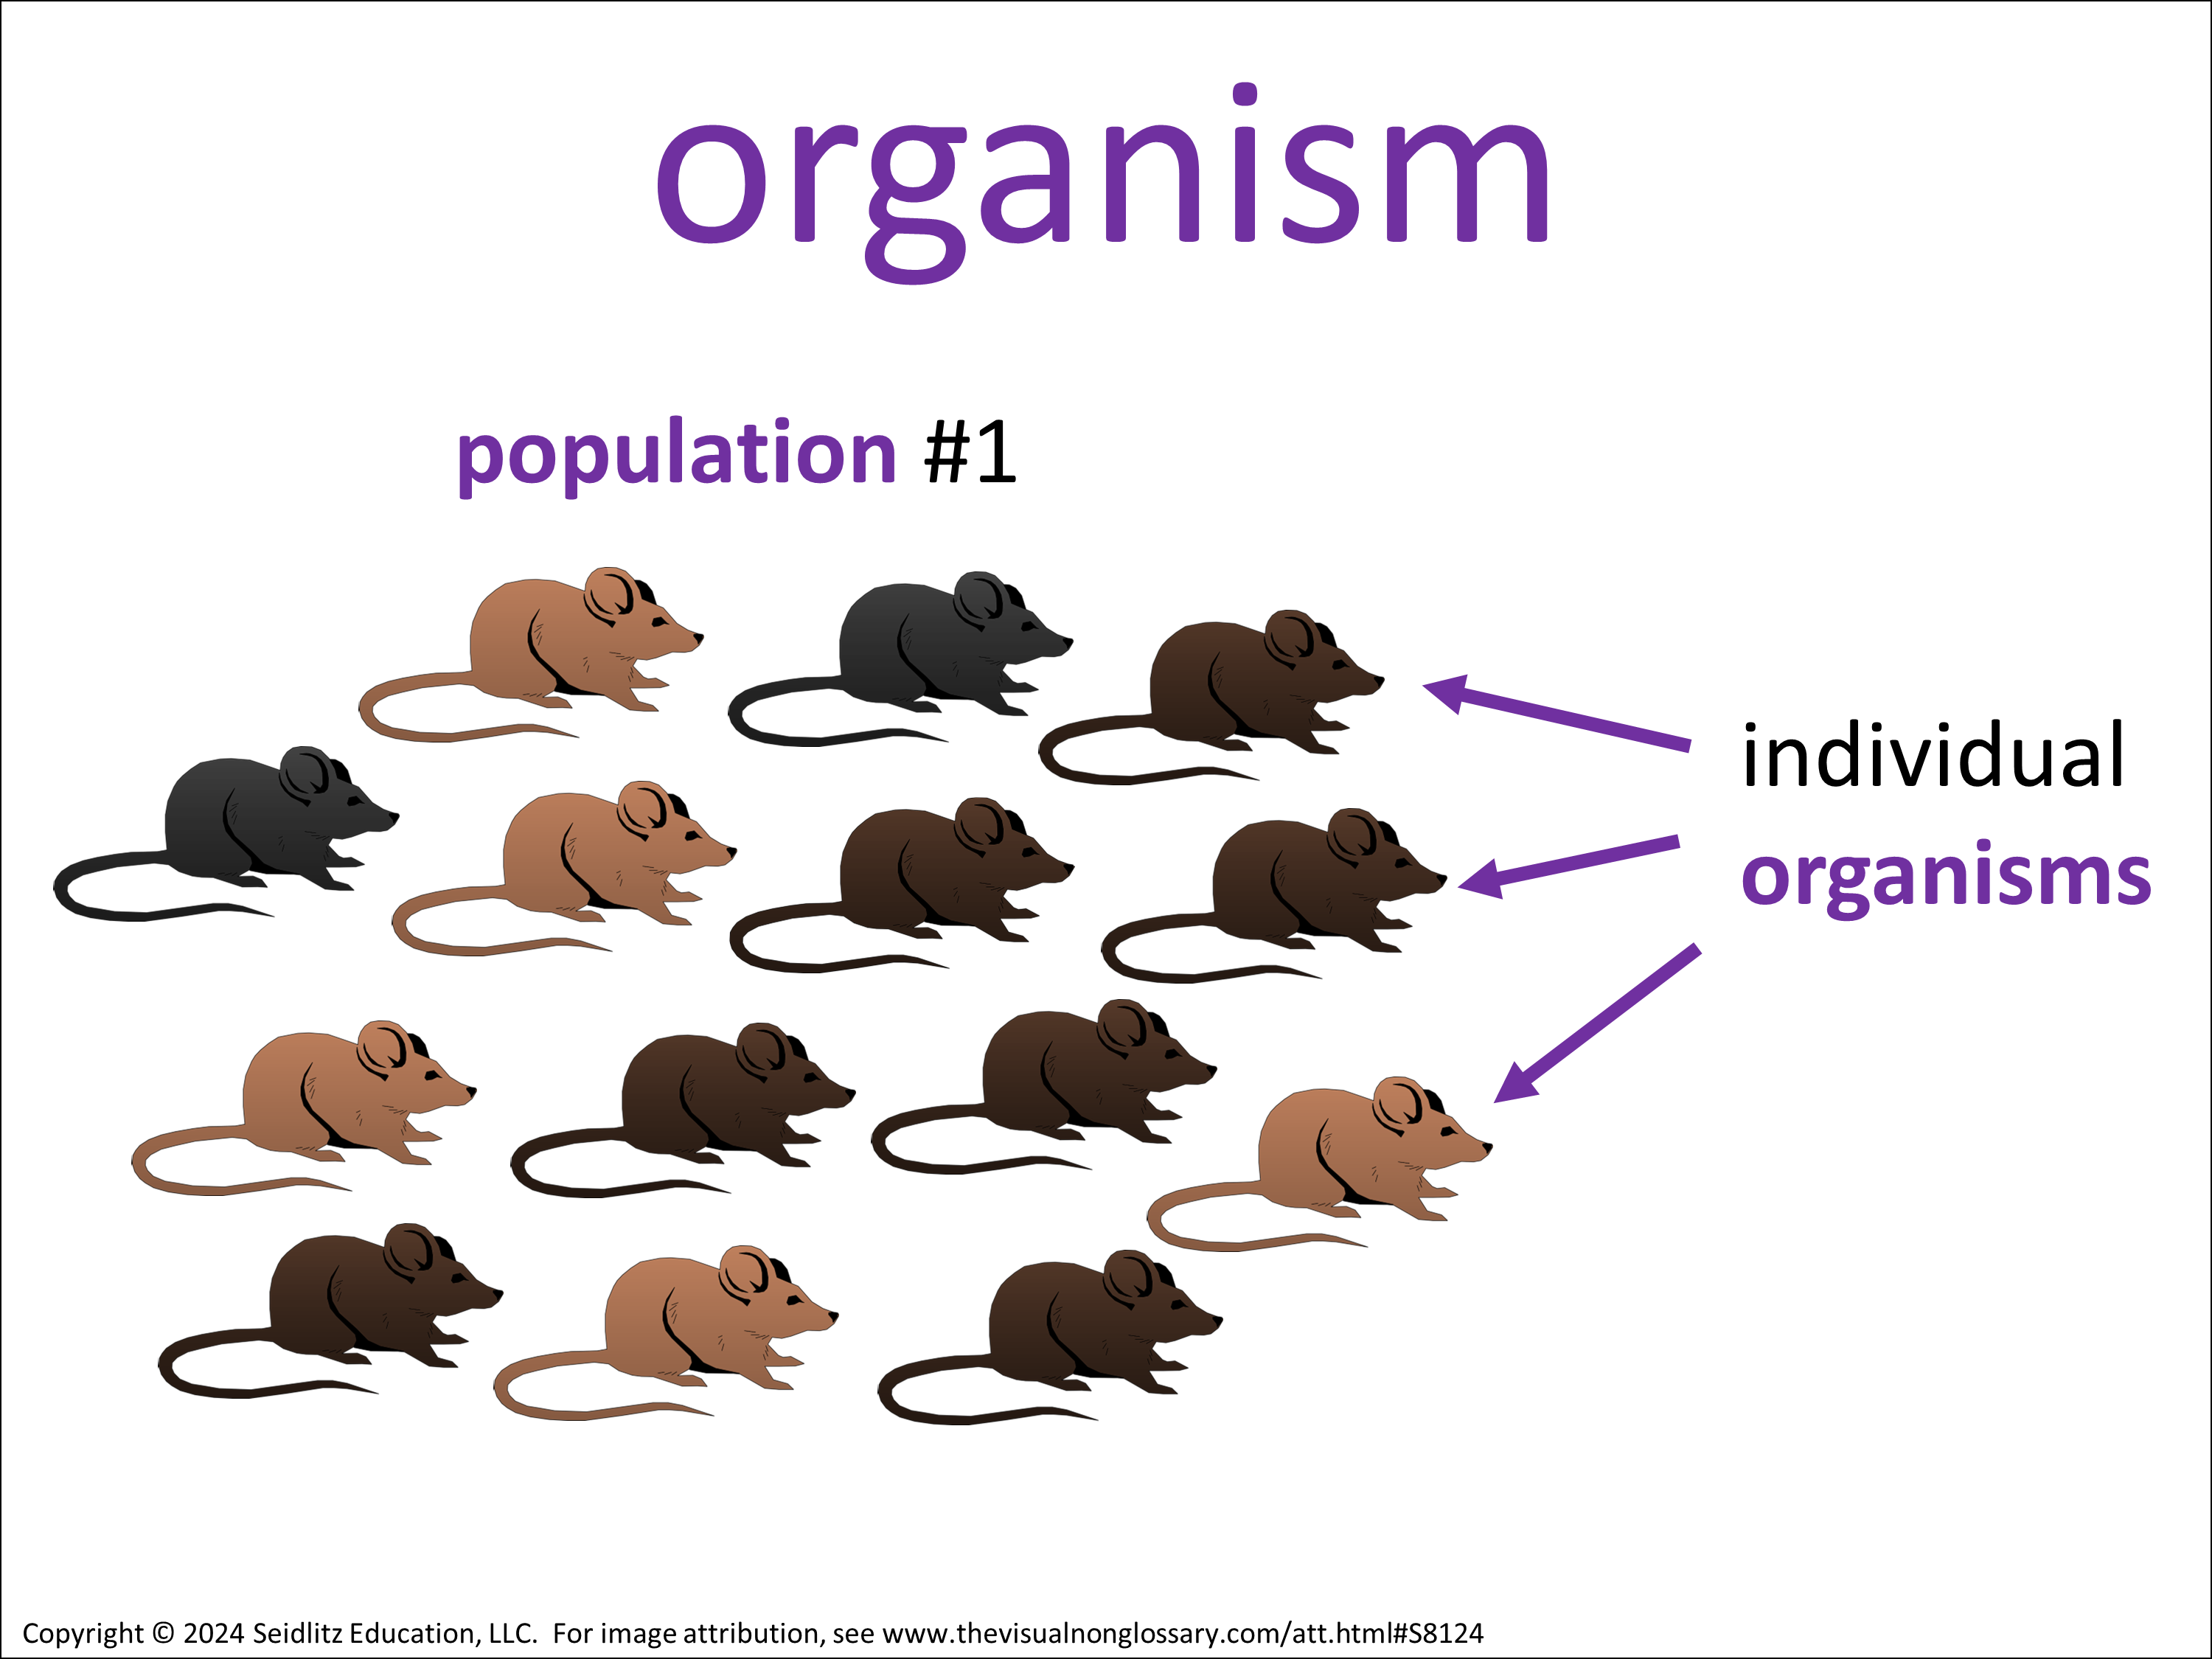 organism
population #1
individual
organisms
Copyright © 2024 Seidlitz Education, LLC.  For image attribution, see www.thevisualnonglossary.com/att.html#S8124